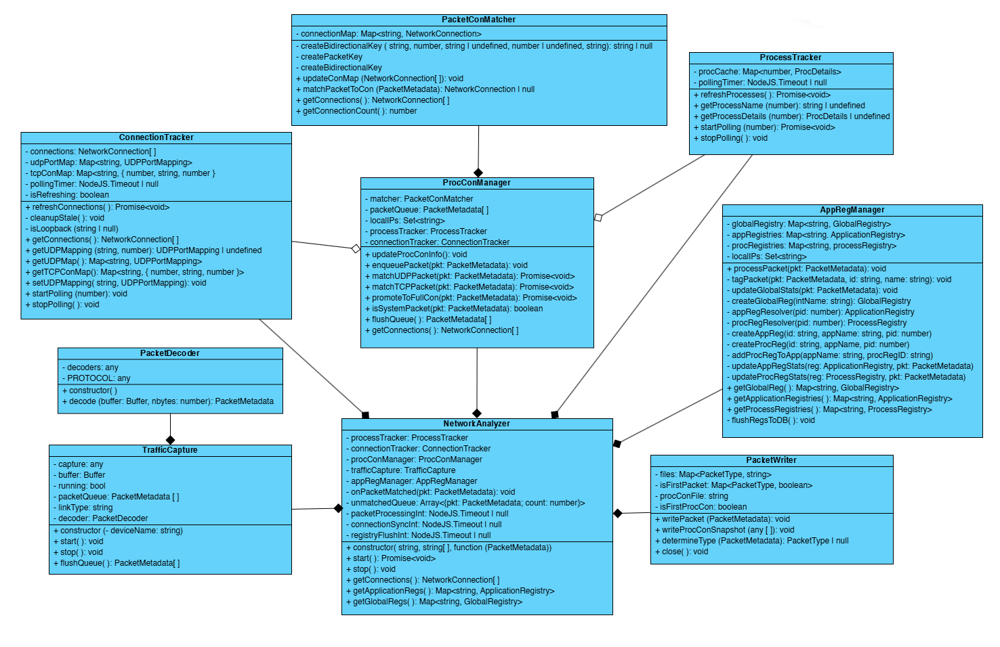 PacketConMatcher
- connectionMap: Map<string, NetworkConnection>
- createBidirectionalKey ( string, number, string | undefined, number | undefined, string): string | null
- createPacketKey
- createBidirectionalKey
+ updateConMap (NetworkConnection[ ]): void
+ matchPacketToCon (PacketMetadata): NetworkConnection | null
+ getConnections( ): NetworkConnection[ ]
+ getConnectionCount( ): number
ProcessTracker
- procCache: Map<number, ProcDetails>
- pollingTimer: NodeJS.Timeout | null
+ refreshProcesses( ): Promise<void>
+ getProcessName (number): string | undefined
+ getProcessDetails (number): ProcDetails | undefined
+ startPolling (number): Promise<void>
+ stopPolling( ): void
ConnectionTracker
- connections: NetworkConnection[ ]
- udpPortMap: Map<string, UDPPortMapping>
- tcpConMap: Map<string, { number, string, number }
- pollingTimer: NodeJS.Timeout | null
- isRefreshing: boolean
+ refreshConnections( ): Promise<void>
- cleanupStale( ): void
- isLoopback (string | null)
+ getConnections( ): NetworkConnection[ ]
+ getUDPMapping (string, number): UDPPortMapping | undefined
+ getUDPMap( ): Map<string, UDPPortMapping>
+ getTCPConMap(): Map<string, { number, string, number }>
+ setUDPMapping( string, UDPPortMapping): void
+ startPolling (number): void
+ stopPolling( ): void
ProcConManager
- matcher: PacketConMatcher
- packetQueue: PacketMetadata[ ]
- localIPs: Set<string>
- processTracker: ProcessTracker
- connectionTracker: ConnectionTracker
+ updateProcConInfo(): void
+ enqueuePacket(pkt: PacketMetadata): void
+ matchUDPPacket(pkt: PacketMetadata): Promise<void>
+ matchTCPPacket(pkt: PacketMetadata): Promise<void>
+ promoteToFullCon(pkt: PacketMetadata): Promise<void>
+ isSystemPacket(pkt: PacketMetadata): boolean
+ flushQueue( ): PacketMetadata[ ]
+ getConnections( ): NetworkConnection[ ]
AppRegManager
- globalRegistry: Map<string, GlobalRegistry>
- appRegistries: Map<string. ApplicationRegistry>
- procRegistries: Map<string, processRegistry>
- localIPs: Set<string>
+ processPacket(pkt: PacketMetadata): void
- tagPacket(pkt: PacketMetadata, id: string, name: string): void
- updateGlobalStats(pkt: PacketMetadata): void
- createGlobalReg(intName: string): GlobalRegistry
- appRegResolver(pid: number): ApplicationRegistry
- procRegResolver(pid: number): ProcessRegistry
- createAppReg(id: string, appName: string, pid: number)
- createProcReg(id: string, appName, pid: number)
- addProcRegToApp(appName: string, procRegID: string)
- updateAppRegStats(reg: ApplicationRegistry, pkt: PacketMetadata)
- updateProcRegStats(reg: ProcessRegistry, pkt: PacketMetadata)
+ getGlobalReg( ): Map<string, GlobalRegistry>
+ getApplicationRegistries( ): Map<string, ApplicationRegistry>
+ getProcessRegistries( ): Map<string, ProcessRegistry>
- flushRegsToDB( ): void
PacketDecoder
- decoders: any
- PROTOCOL: any
+ constructor( )
+ decode (buffer: Buffer, nbytes: number): PacketMetadata
TrafficCapture
- capture: any
- buffer: Buffer
- running: bool
- packetQueue: PacketMetadata [ ]
- linkType: string
- decoder: PacketDecoder
+ constructor (- deviceName: string)
+ start( ): void
+ stop( ): void
+ flushQueue( ): PacketMetadata[ ]
NetworkAnalyzer
- processTracker: ProcessTracker
- connectionTracker: ConnectionTracker
- procConManager: ProcConManager
- trafficCapture: TrafficCapture
- appRegManager: AppRegManager
- onPacketMatched(pkt: PacketMetadata): void
- unmatchedQueue: Array<{pkt: PacketMetadata; count: number}>
- packetProcessingInt: NodeJS.Timeout | null
- connectionSyncInt: NodeJS.Timeout | null
- registryFlushInt: NodeJS.Timeout | null
+ constructor( string, string[ ], function (PacketMetadata))
+ start( ): Promise<void>
+ stop( ): void
+ getConnections( ): NetworkConnection[ ]
+ getApplicationRegs( ): Map<string, ApplicationRegistry>
+ getGlobalRegs( ): Map<string, GlobalRegistry>
PacketWriter
- files: Map<PacketType, string>
- isFirstPacket: Map<PacketType, boolean>
- procConFile: string
- isFirstProcCon: boolean
+ writePacket (PacketMetadata): void
+ writeProcConSnapshot (any [ ]): void
+ determineType (PacketMetadata): PacketType | null
+ close( ): void